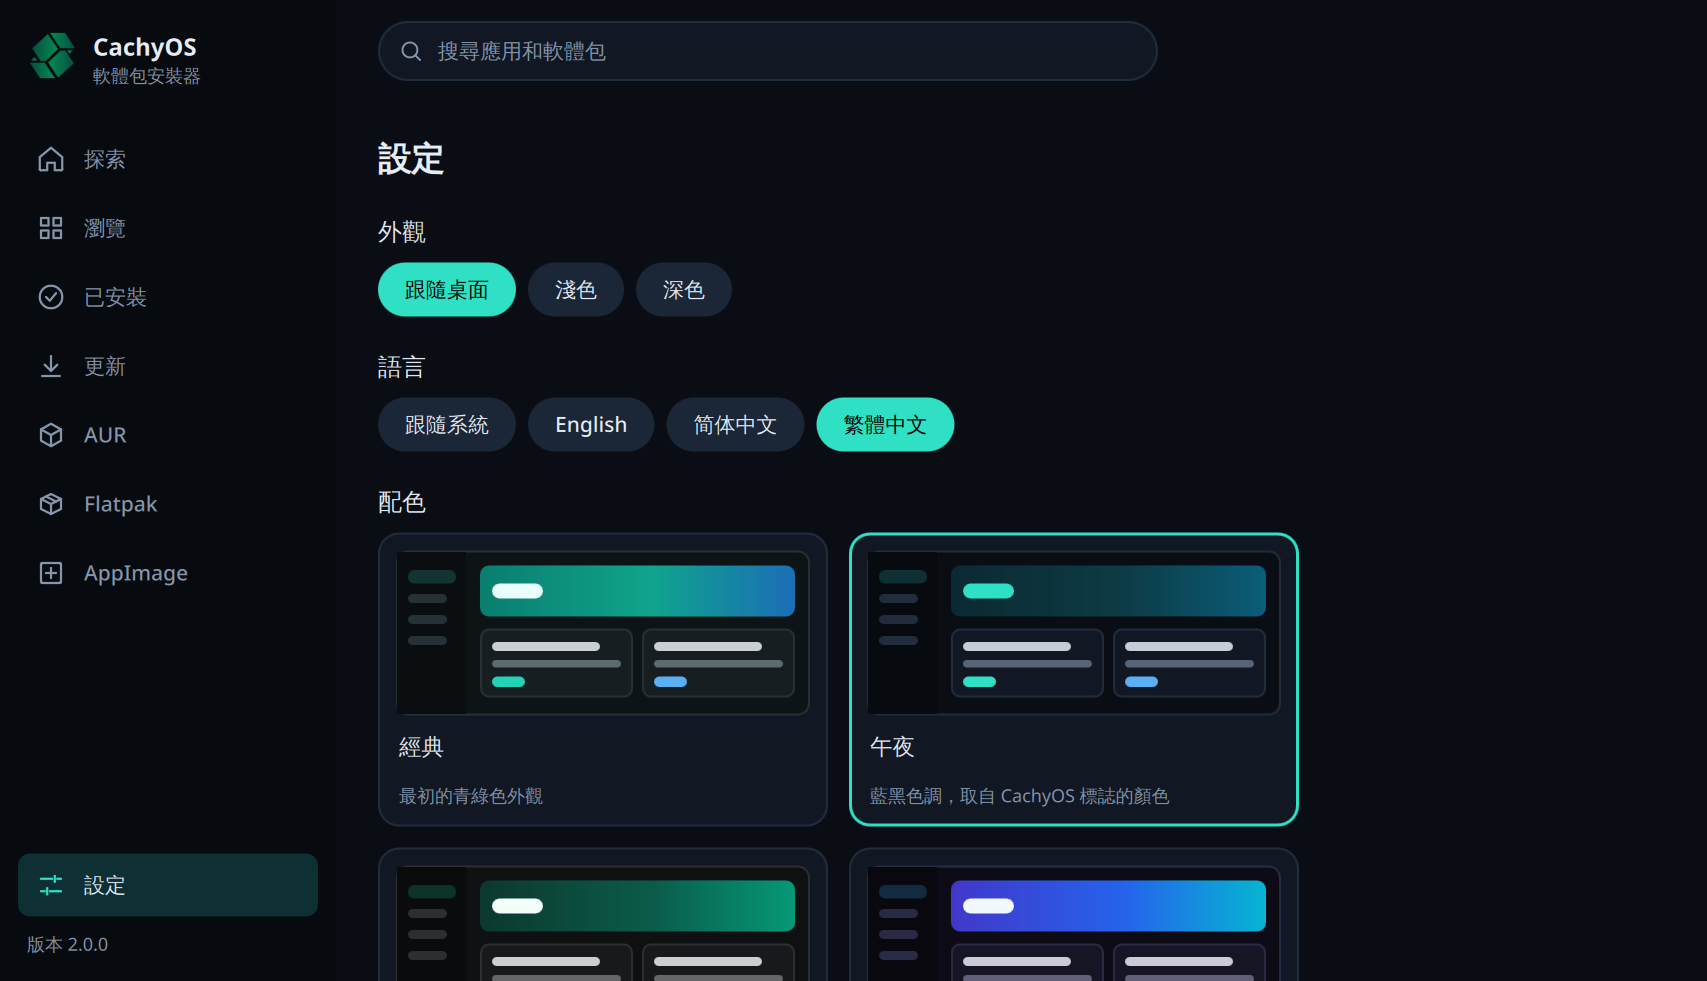 CachyOS
軟體包安裝器
探索
瀏覽
已安裝
更新
AUR
Flatpak
AppImage
設定
版本 2.0.0
搜尋應用和軟體包
設定
外觀
跟隨桌面
淺色
深色
語言
跟隨系統
English
简体中文
繁體中文
配色
經典
最初的青綠色外觀
午夜
藍黑色調，取自 CachyOS 標誌的顏色